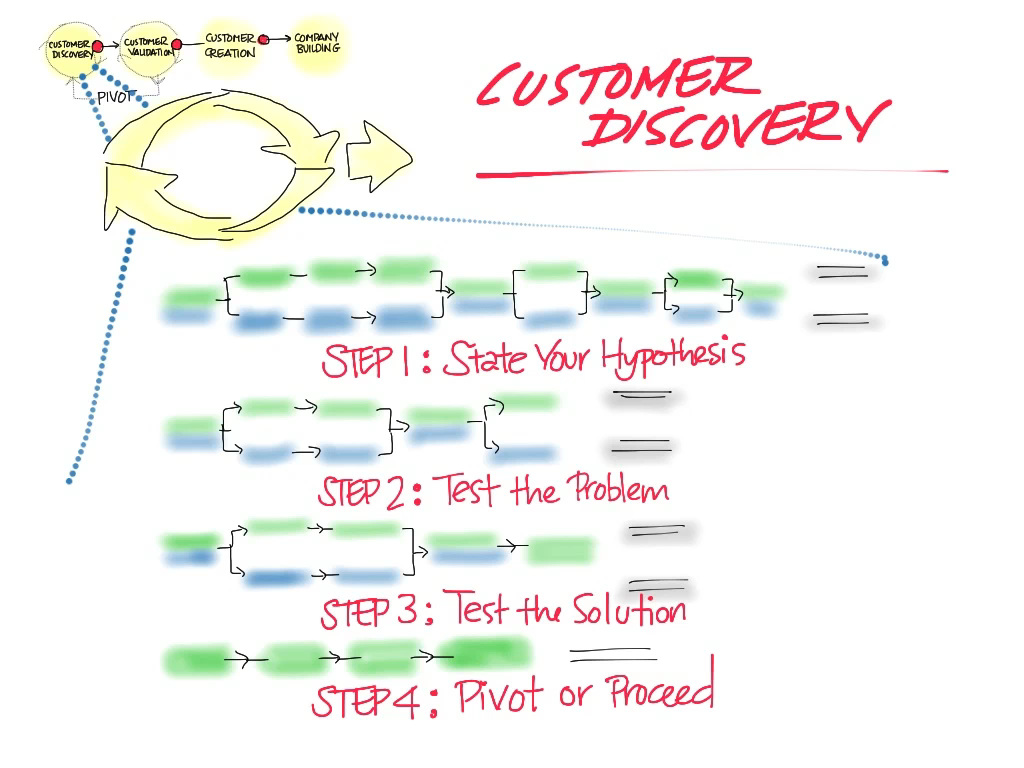 CUSTOMER DISCOVERY
CUSTOMER VALIDATION
CUSTOMER CREATION
COMPANY BUILDING
PIVOT
CUSTOMER
DISCOVERY
STEP 1: State Your Hypothesis
STEP 2: Test the Problem
STEP 3: Test the Solution
STEP 4: Pivot or Proceed